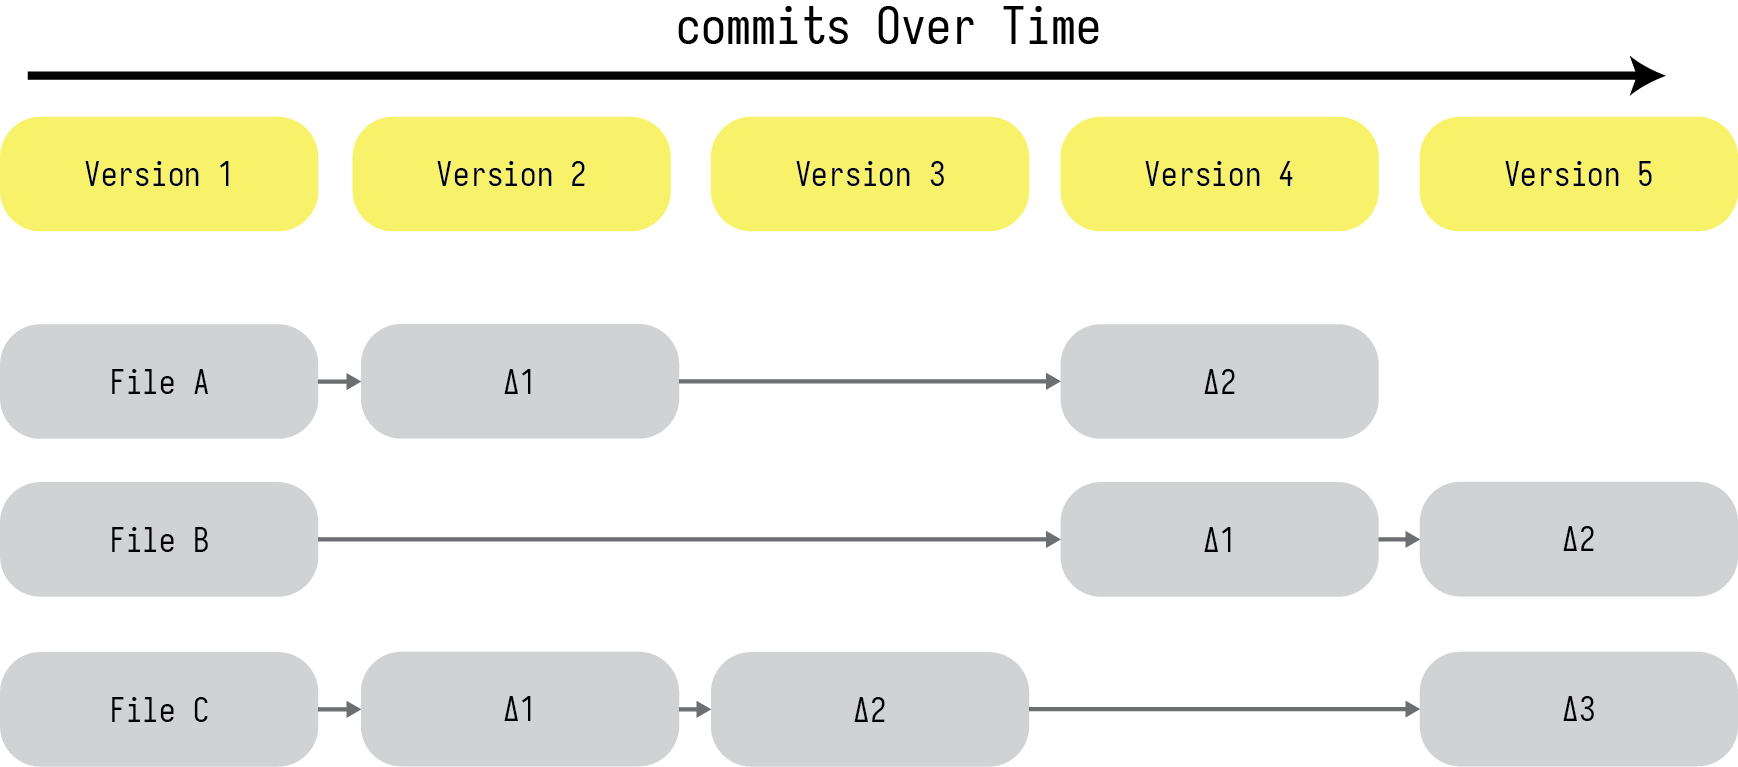 commits Over Time
Version 1 Version 2 Version 3 Version 4 Version 5
File A Δ1 Δ2
File B Δ1 Δ2
File C Δ1 Δ2 Δ3